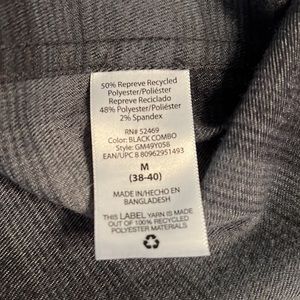 50% Repreve Recycled
Polyester/Poliéster
Repreve Reciclado
48% Polyester/Poliéster
2% Spandex
RN# 52469
Color: BLACK COMBO
Style: GM49Y058
EAN/UPC 8 80962951493
M
(38-40)
MADE IN/HECHO EN
BANGLADESH
THIS LABEL YARN IS MADE
OUT OF 100% RECYCLED
POLYESTER MATERIALS